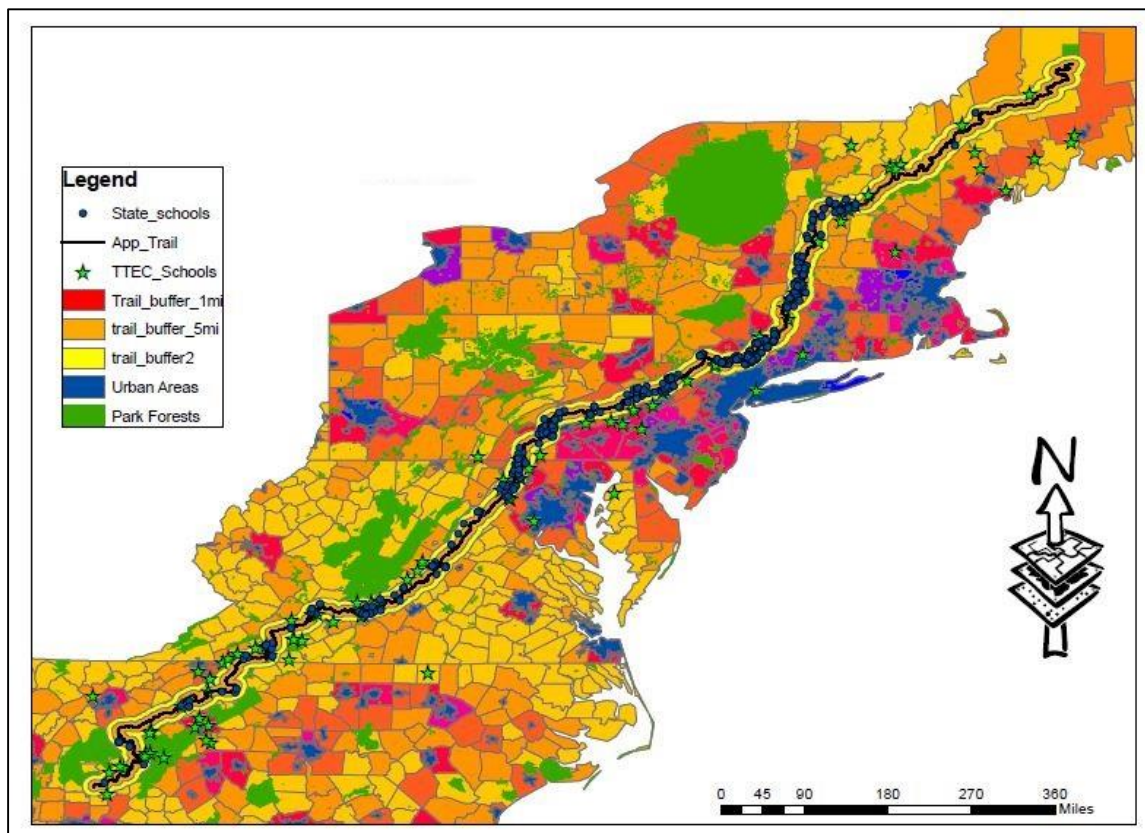 Legend
State_schools
App_Trail
TTEC_Schools
Trail_buffer_1mi
trail_buffer_5mi
trail_buffer2
Urban Areas
Park Forests
N
0 45 90 180 270 360
Miles